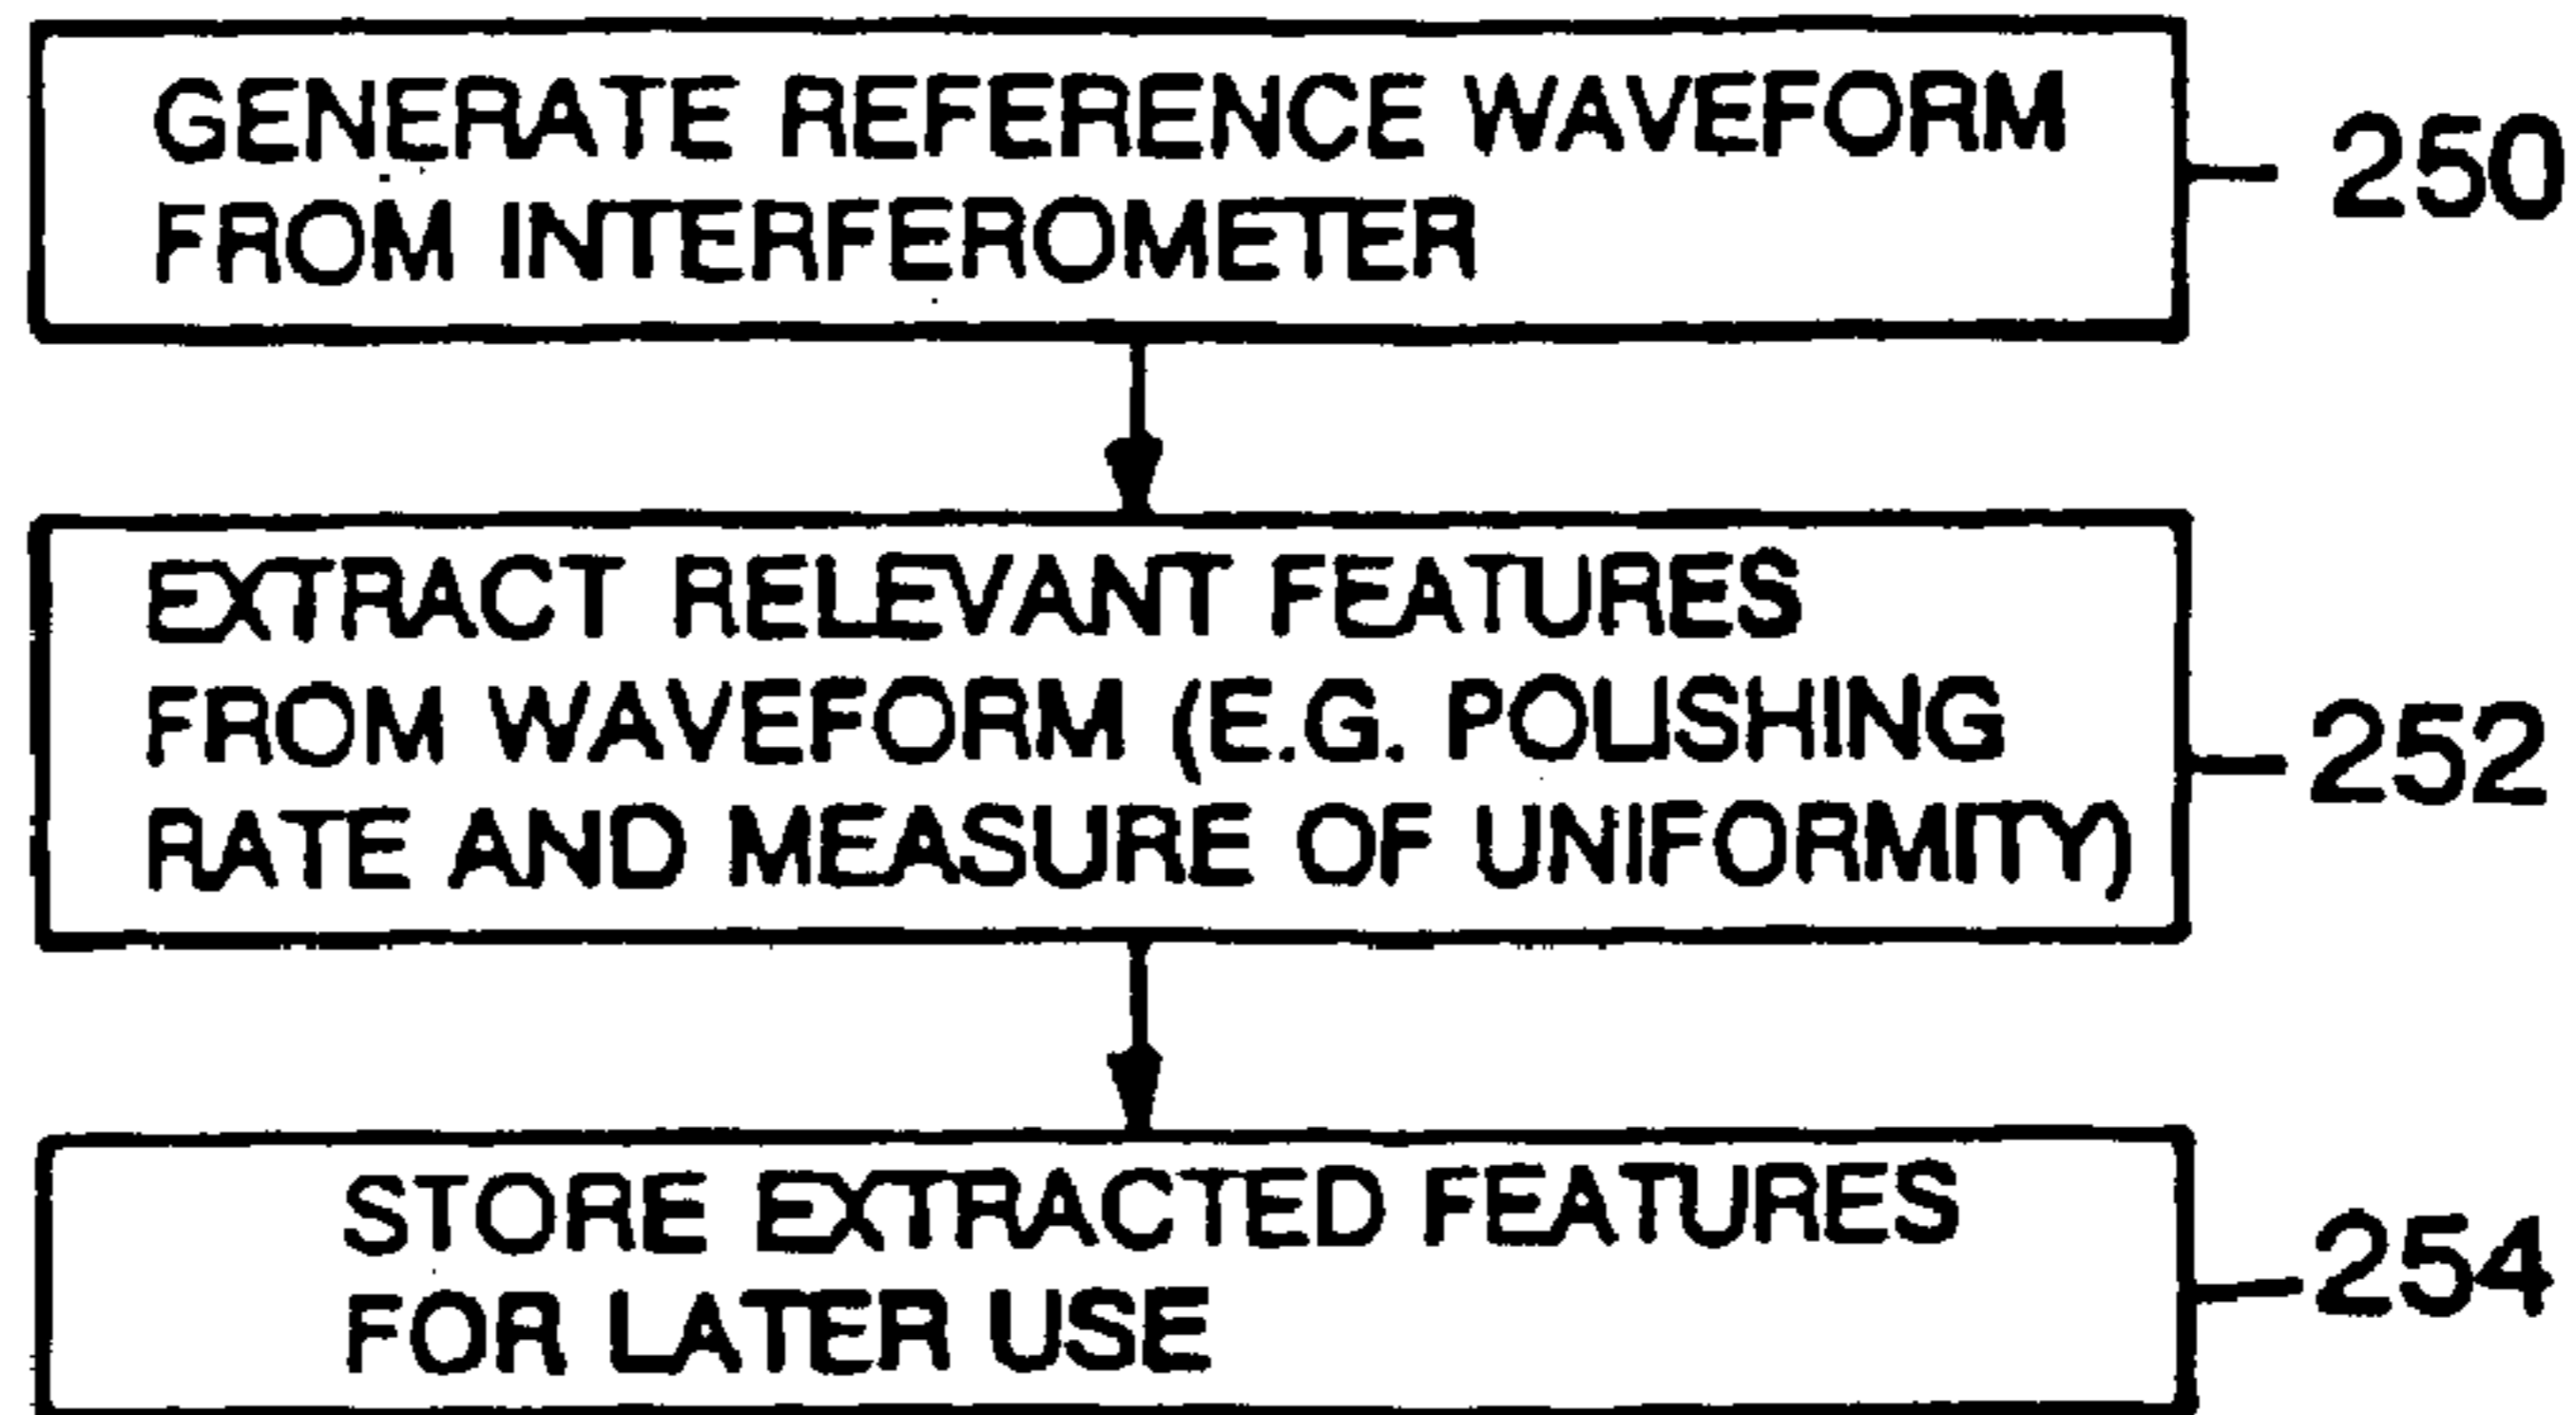 GENERATE REFERENCE WAVEFORM
FROM INTERFEROMETER
250
EXTRACT RELEVANT FEATURES
FROM WAVEFORM (E.G. POLISHING
RATE AND MEASURE OF UNIFORMITY)
252
STORE EXTRACTED FEATURES
FOR LATER USE
254